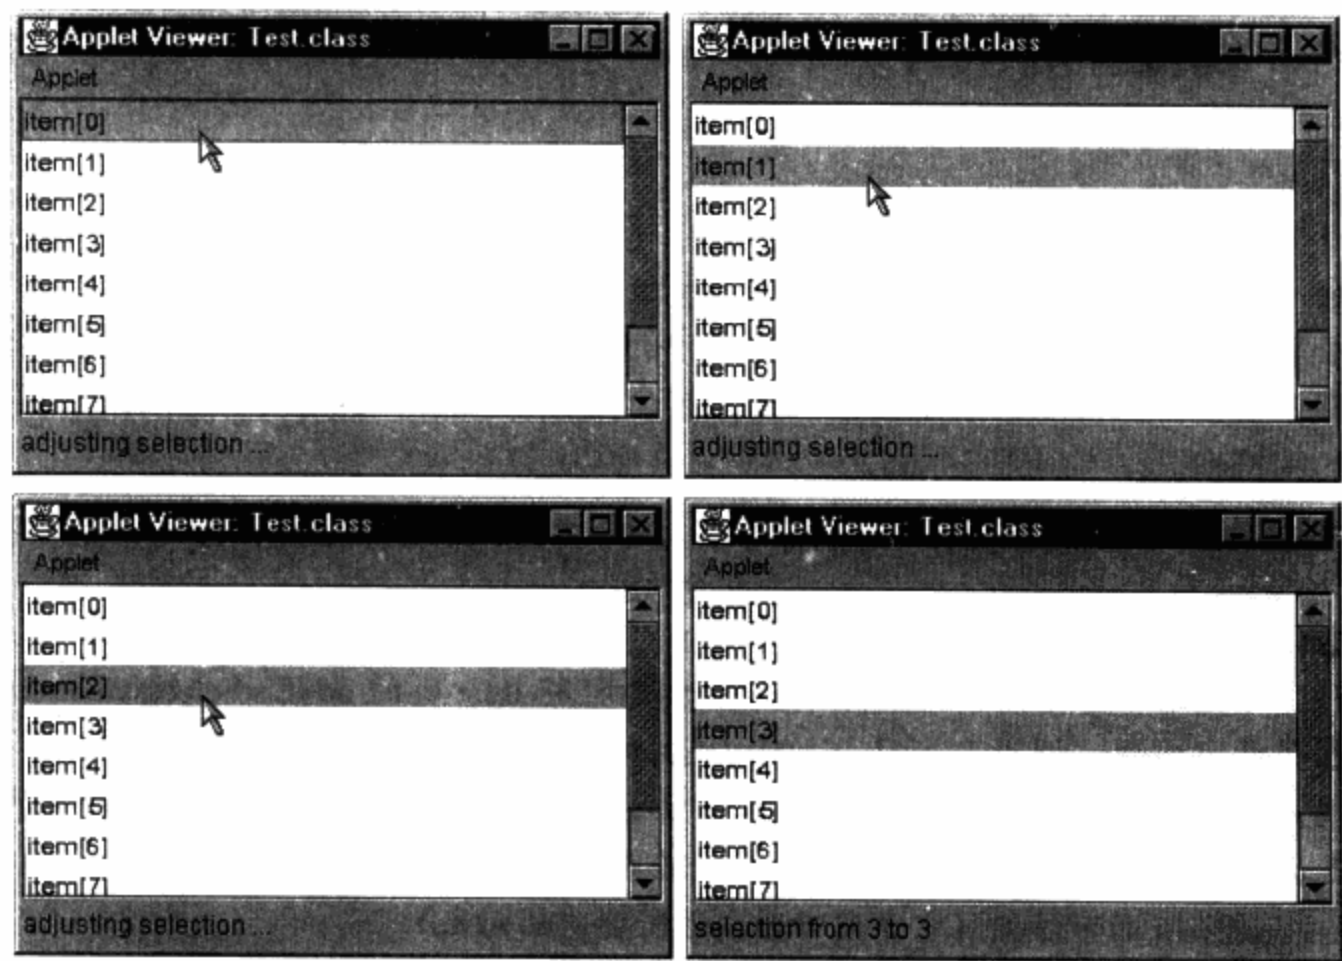 Applet Viewer: Test.class
Applet
item[0]
item[1]
item[2]
item[3]
item[4]
item[5]
item[6]
item[7]
adjusting selection ...
Applet Viewer: Test.class
Applet
item[0]
item[1]
item[2]
item[3]
item[4]
item[5]
item[6]
item[7]
adjusting selection ...
Applet Viewer: Test.class
Applet
item[0]
item[1]
item[2]
item[3]
item[4]
item[5]
item[6]
item[7]
adjusting selection ...
Applet Viewer: Test.class
Applet
item[0]
item[1]
item[2]
item[3]
item[4]
item[5]
item[6]
item[7]
selection from 3 to 3